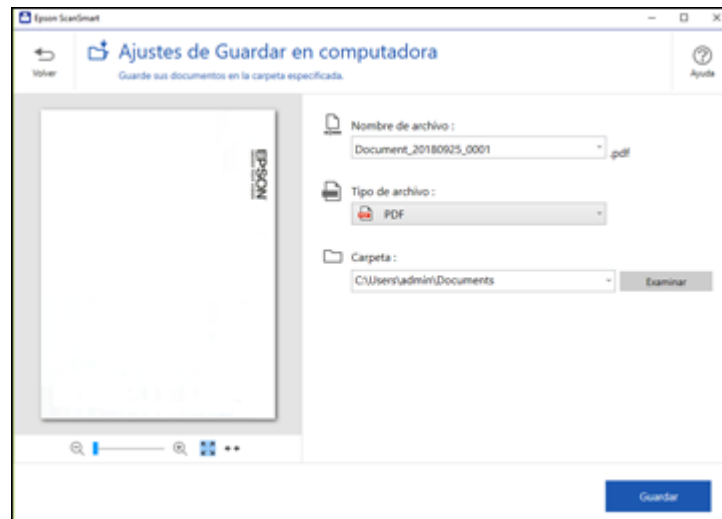 Epson ScanSmart
Volver
Ajustes de Guardar en computadora
Guarde sus documentos en la carpeta especificada.
Ayuda
EPSON
Nombre de archivo :
Document_20180925_0001
.pdf
Tipo de archivo :
PDF
Carpeta :
C:\Users\admin\Documents
Examinar
Guardar